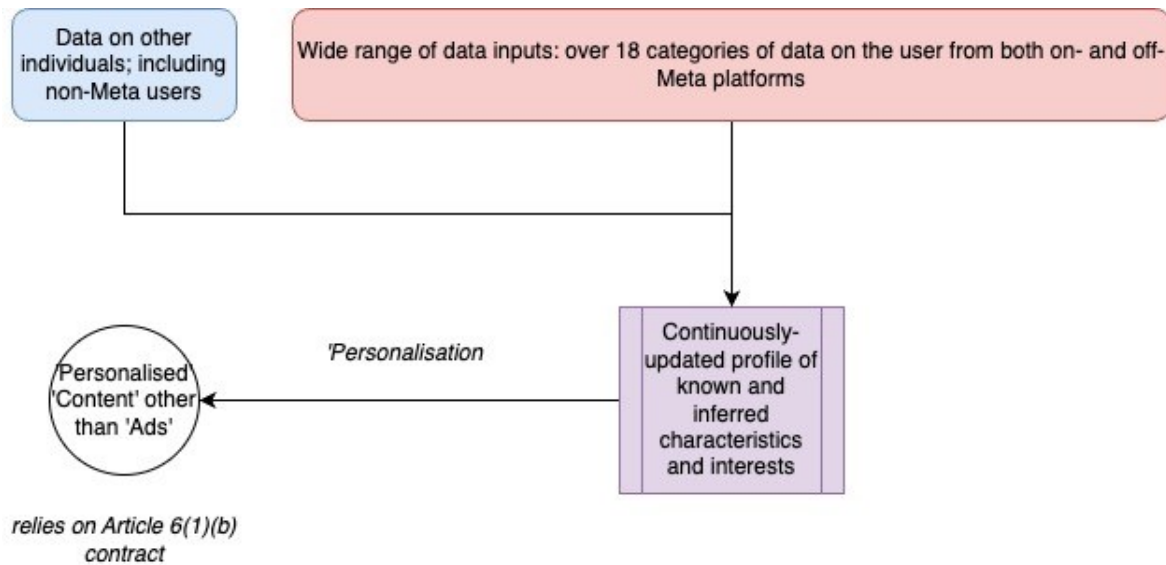 Data on other
individuals; including
non-Meta users
Wide range of data inputs: over 18 categories of data on the user from both on- and off-
Meta platforms
'Personalisation
Continuously-
updated profile of
known and
inferred
characteristics
and interests
'Personalised'
'Content' other
than 'Ads'
relies on Article 6(1)(b)
contract